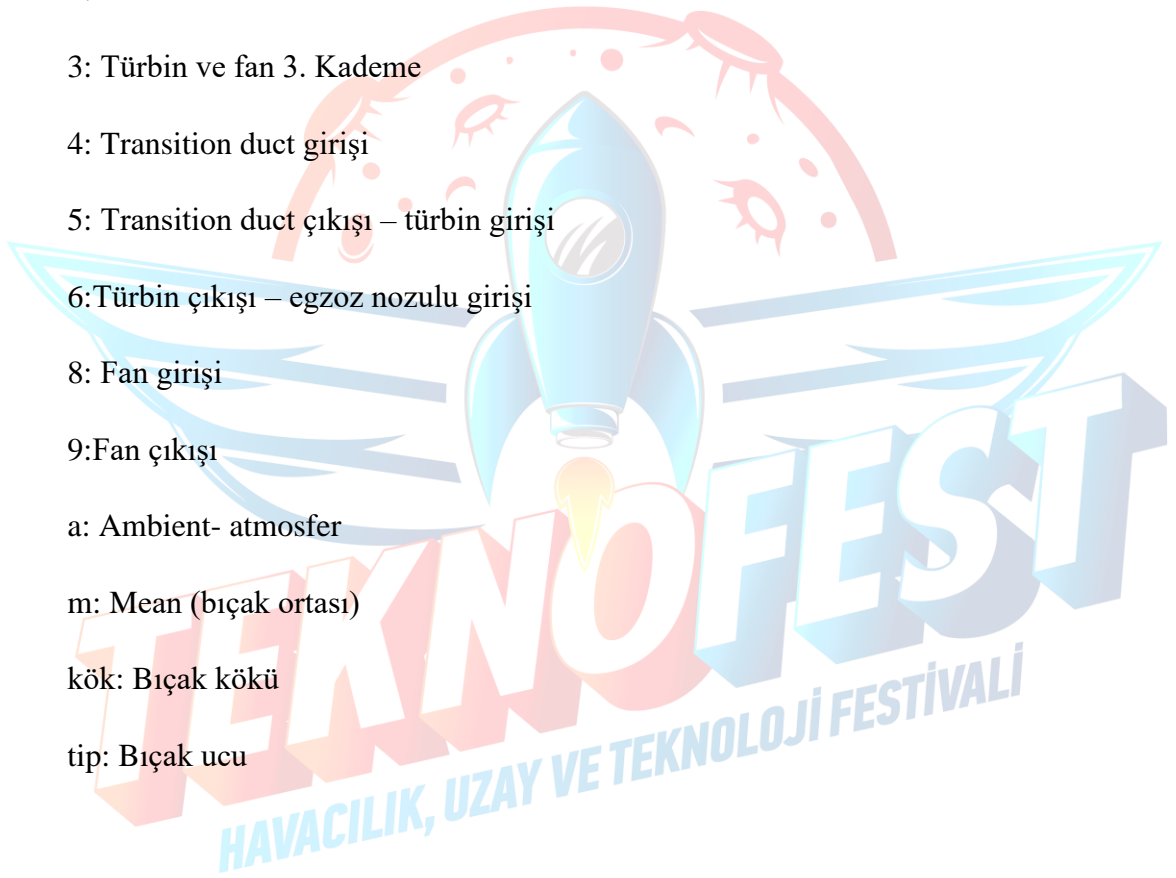 3: Türbin ve fan 3. Kademe
4: Transition duct girişi
5: Transition duct çıkışı – türbin girişi
6:Türbin çıkışı – egzoz nozulu girişi
8: Fan girişi
9:Fan çıkışı
a: Ambient- atmosfer
m: Mean (bıçak ortası)
kök: Bıçak kökü
tip: Bıçak ucu
TEKNOFEST
HAVACILIK, UZAY VE TEKNOLOJİ FESTİVALİ